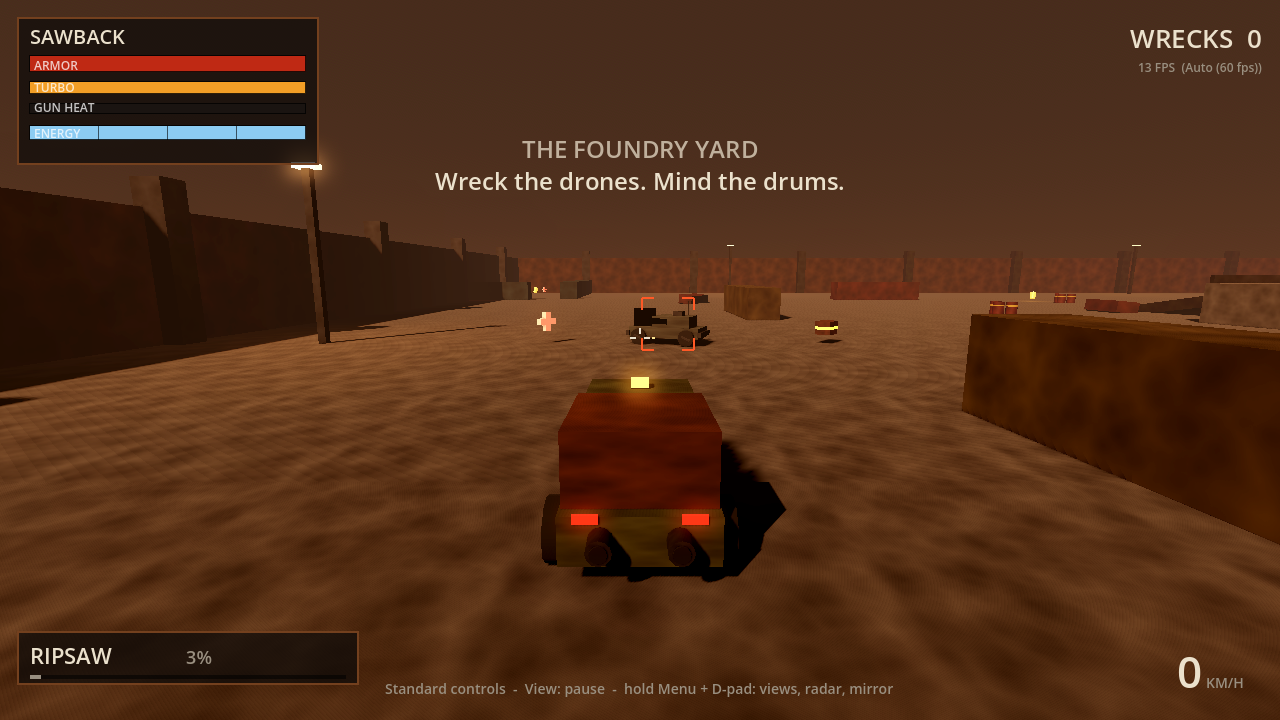 SAWBACK
ARMOR
TURBO
GUN HEAT
ENERGY
WRECKS 0
13 FPS (Auto (60 fps))
THE FOUNDRY YARD
Wreck the drones. Mind the drums.
RIPSAW 3%
Standard controls - View: pause - hold Menu + D-pad: views, radar, mirror
0 KM/H